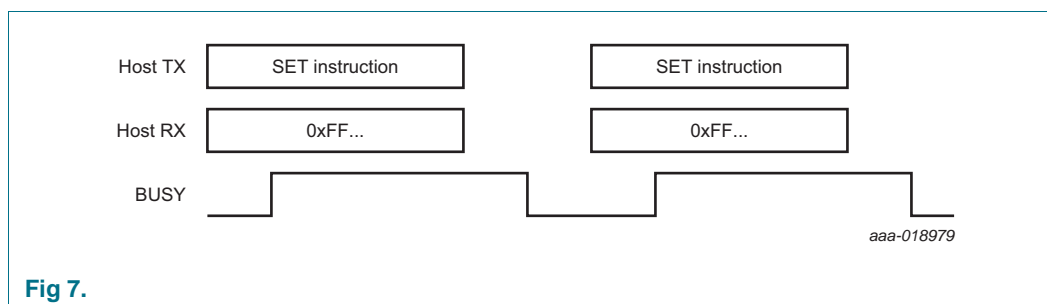 Host TX SET instruction SET instruction
Host RX 0xFF... 0xFF...
BUSY
aaa-018979
Fig 7.